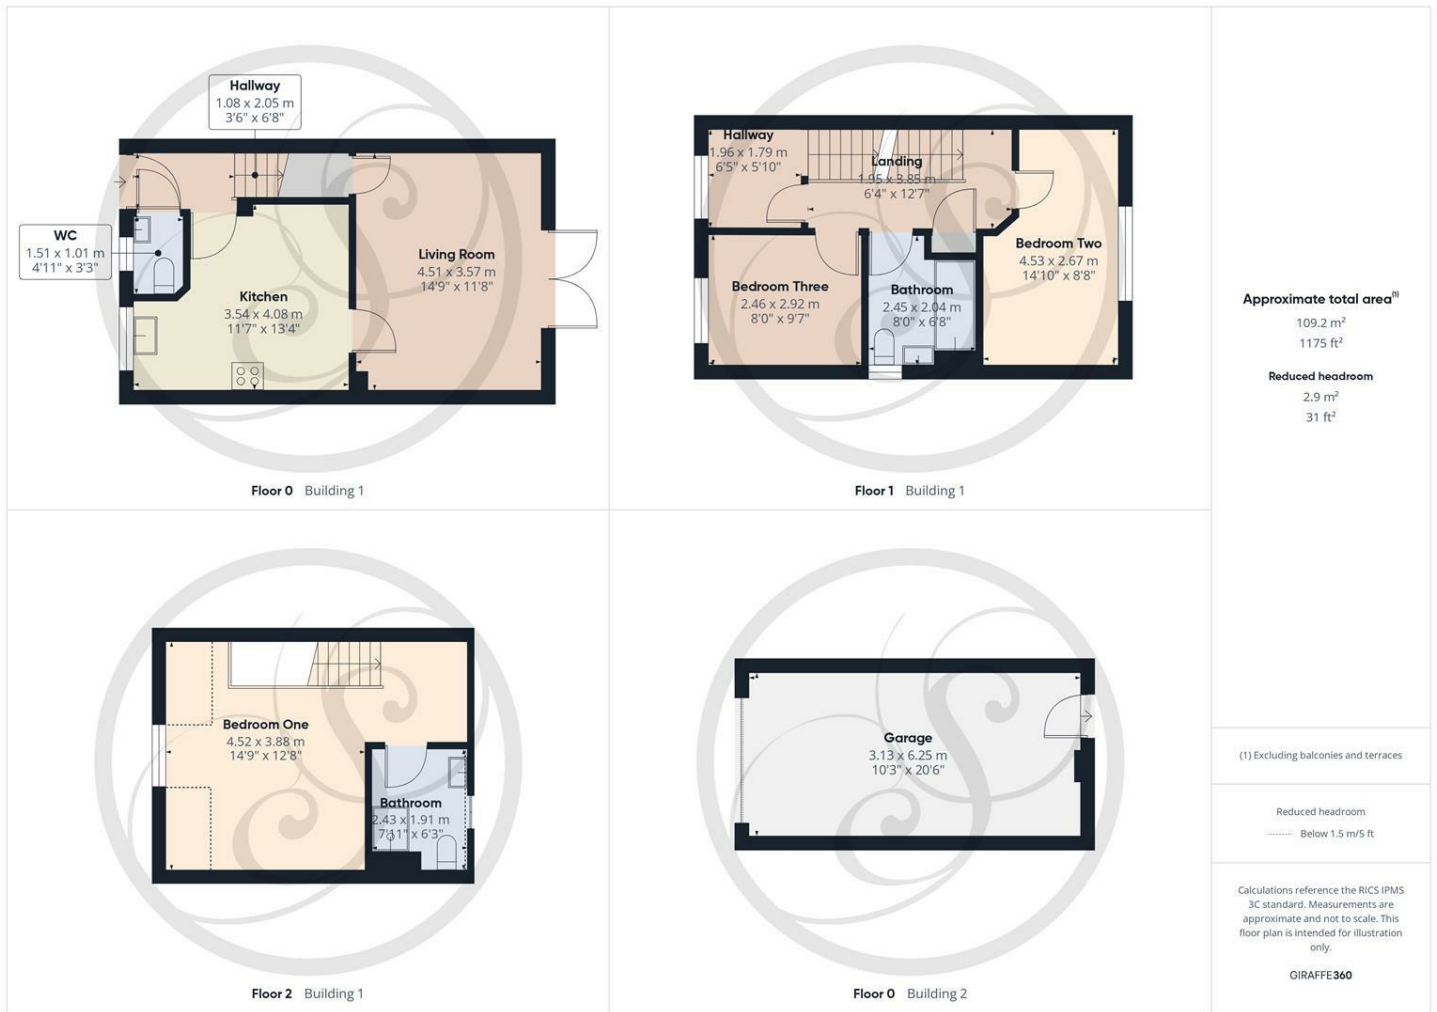 Hallway
1.08 x 2.05 m
3'6" x 6'8"
WC
1.51 x 1.01 m
4'11" x 3'3"
Kitchen
3.54 x 4.08 m
11'7" x 13'4"
Living Room
4.51 x 3.57 m
14'9" x 11'8"
Floor 0 Building 1
Hallway
1.96 x 1.79 m
6'5" x 5'10"
Landing
1.95 x 3.85 m
6'4" x 12'7"
Bedroom Two
4.53 x 2.67 m
14'10" x 8'8"
Bedroom Three
2.46 x 2.92 m
8'0" x 9'7"
Bathroom
2.45 x 2.04 m
8'0" x 6'8"
Floor 1 Building 1
Bedroom One
4.52 x 3.88 m
14'9" x 12'8"
Bathroom
2.43 x 1.91 m
7'11" x 6'3"
Floor 2 Building 1
Garage
3.13 x 6.25 m
10'3" x 20'6"
Floor 0 Building 2
Approximate total area(1)
109.2 m²
1175 ft²
Reduced headroom
2.9 m²
31 ft²
(1) Excluding balconies and terraces
Reduced headroom
Below 1.5 m/5 ft
Calculations reference the RICS IPMS
3C standard. Measurements are
approximate and not to scale. This
floor plan is intended for illustration
only.
GIRAFFE360